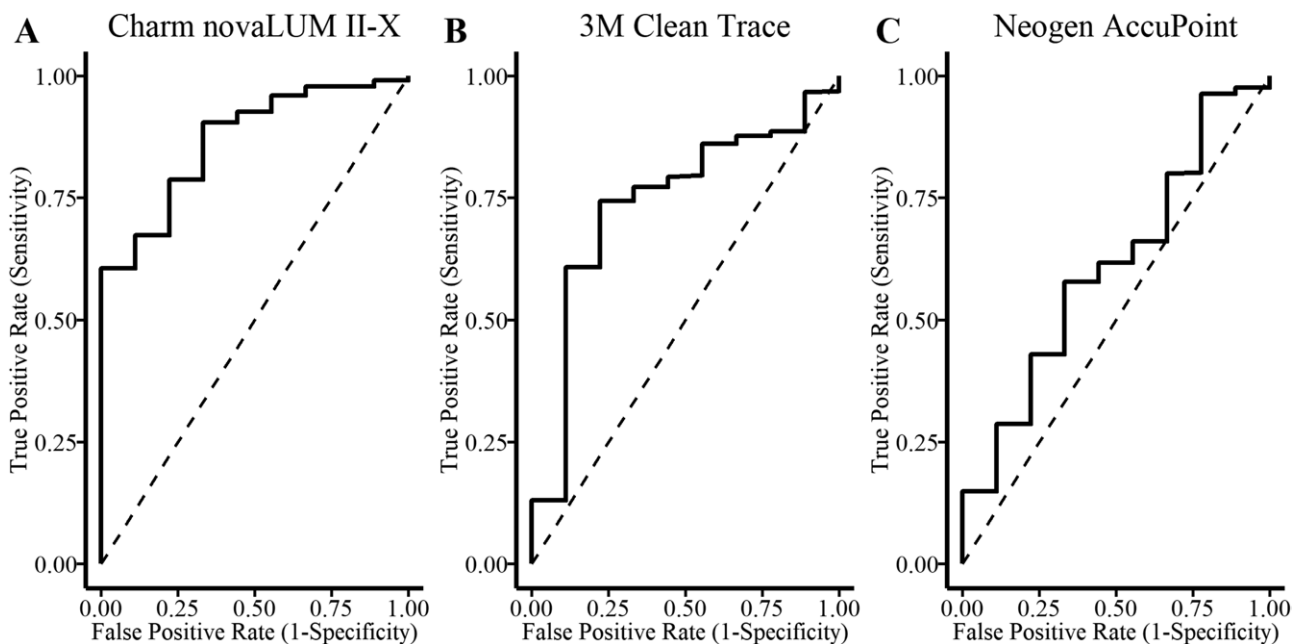 A Charm novaLUM II-X
B 3M Clean Trace
C Neogen AccuPoint
True Positive Rate (Sensitivity)
1.00
0.75
0.50
0.25
0.00
0.00 0.25 0.50 0.75 1.00
False Positive Rate (1-Specificity)
True Positive Rate (Sensitivity)
1.00
0.75
0.50
0.25
0.00
0.00 0.25 0.50 0.75 1.00
False Positive Rate (1-Specificity)
True Positive Rate (Sensitivity)
1.00
0.75
0.50
0.25
0.00
0.00 0.25 0.50 0.75 1.00
False Positive Rate (1-Specificity)